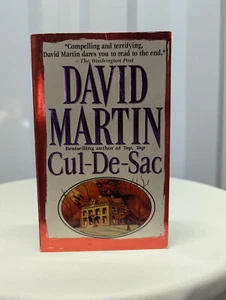 "Compelling and terrifying,
David Martin dares you to read to the end."
—The Washington Post
DAVID
MARTIN
Bestselling author of Tap, Tap
Cul-De-Sac